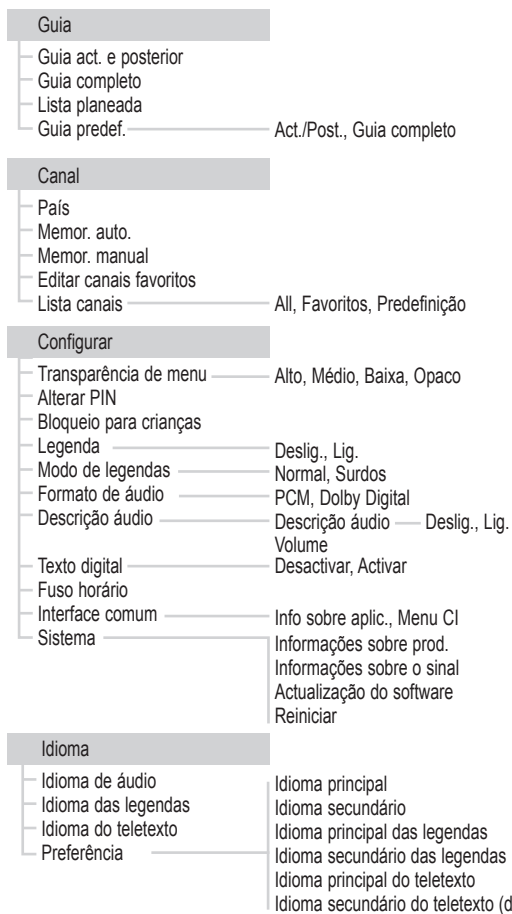 Guia
Guia act. e posterior
Guia completo
Lista planeada
Guia predef. Act./Post., Guia completo
Canal
País
Memor. auto.
Memor. manual
Editar canais favoritos
Lista canais All, Favoritos, Predefinição
Configurar
Transparência de menu Alto, Médio, Baixa, Opaco
Alterar PIN
Bloqueio para crianças
Legenda Deslig., Lig.
Modo de legendas Normal, Surdos
Formato de áudio PCM, Dolby Digital
Descrição áudio Descrição áudio Deslig., Lig.
Volume
Texto digital Desactivar, Activar
Fuso horário
Interface comum Info sobre aplic., Menu CI
Sistema Informações sobre prod.
Informações sobre o sinal
Actualização do software
Reiniciar
Idioma
Idioma de áudio Idioma principal
Idioma das legendas Idioma secundário
Idioma do teletexto Idioma principal das legendas
Preferência Idioma secundário das legendas
Idioma principal do teletexto
Idioma secundário do teletexto (d